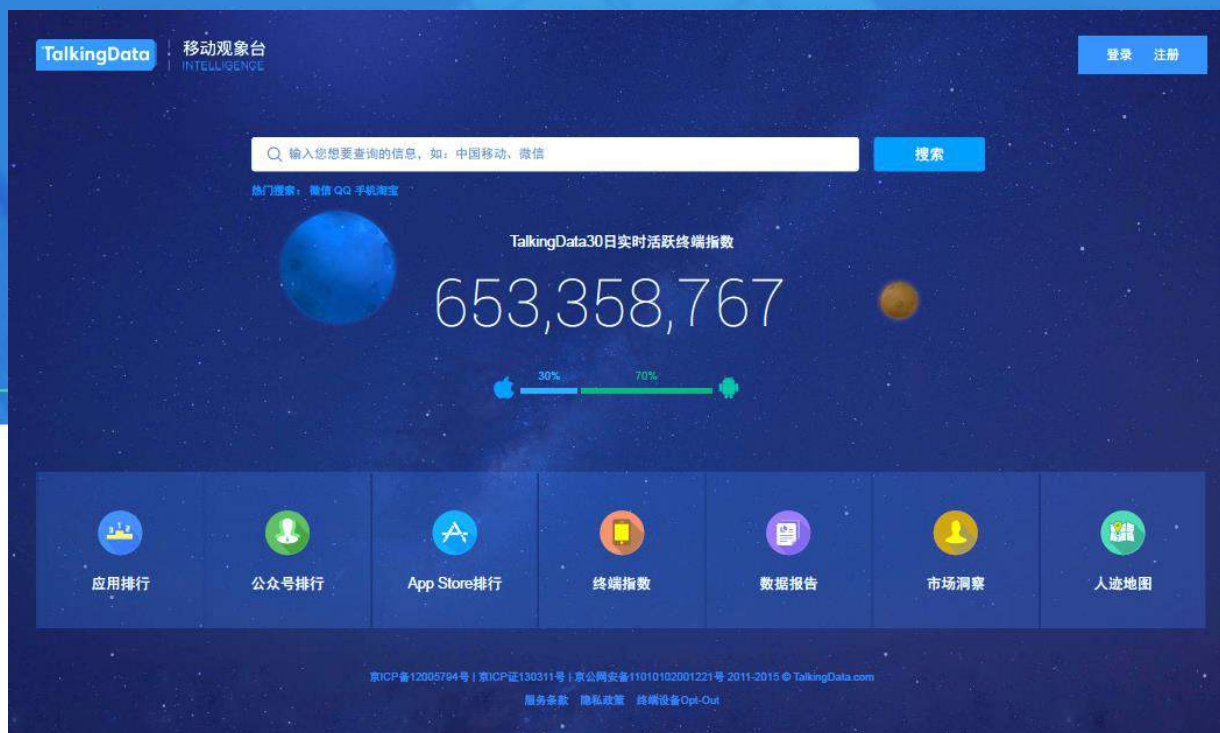 TalkingData
移动观象台
INTELLIGENCE
登录 注册
输入您想要查询的信息，如：中国移动、微信
搜索
热门搜索： 微信 QQ 手机淘宝
TalkingData30日实时活跃终端指数
653,358,767
30% 70%
应用排行
公众号排行
App Store排行
终端指数
数据报告
市场洞察
人迹地图
京ICP备12005794号 | 京ICP证130311号 | 京公网安备11010102001221号 2011-2015 © TalkingData.com
服务条款 隐私政策 终端设备Opt-Out